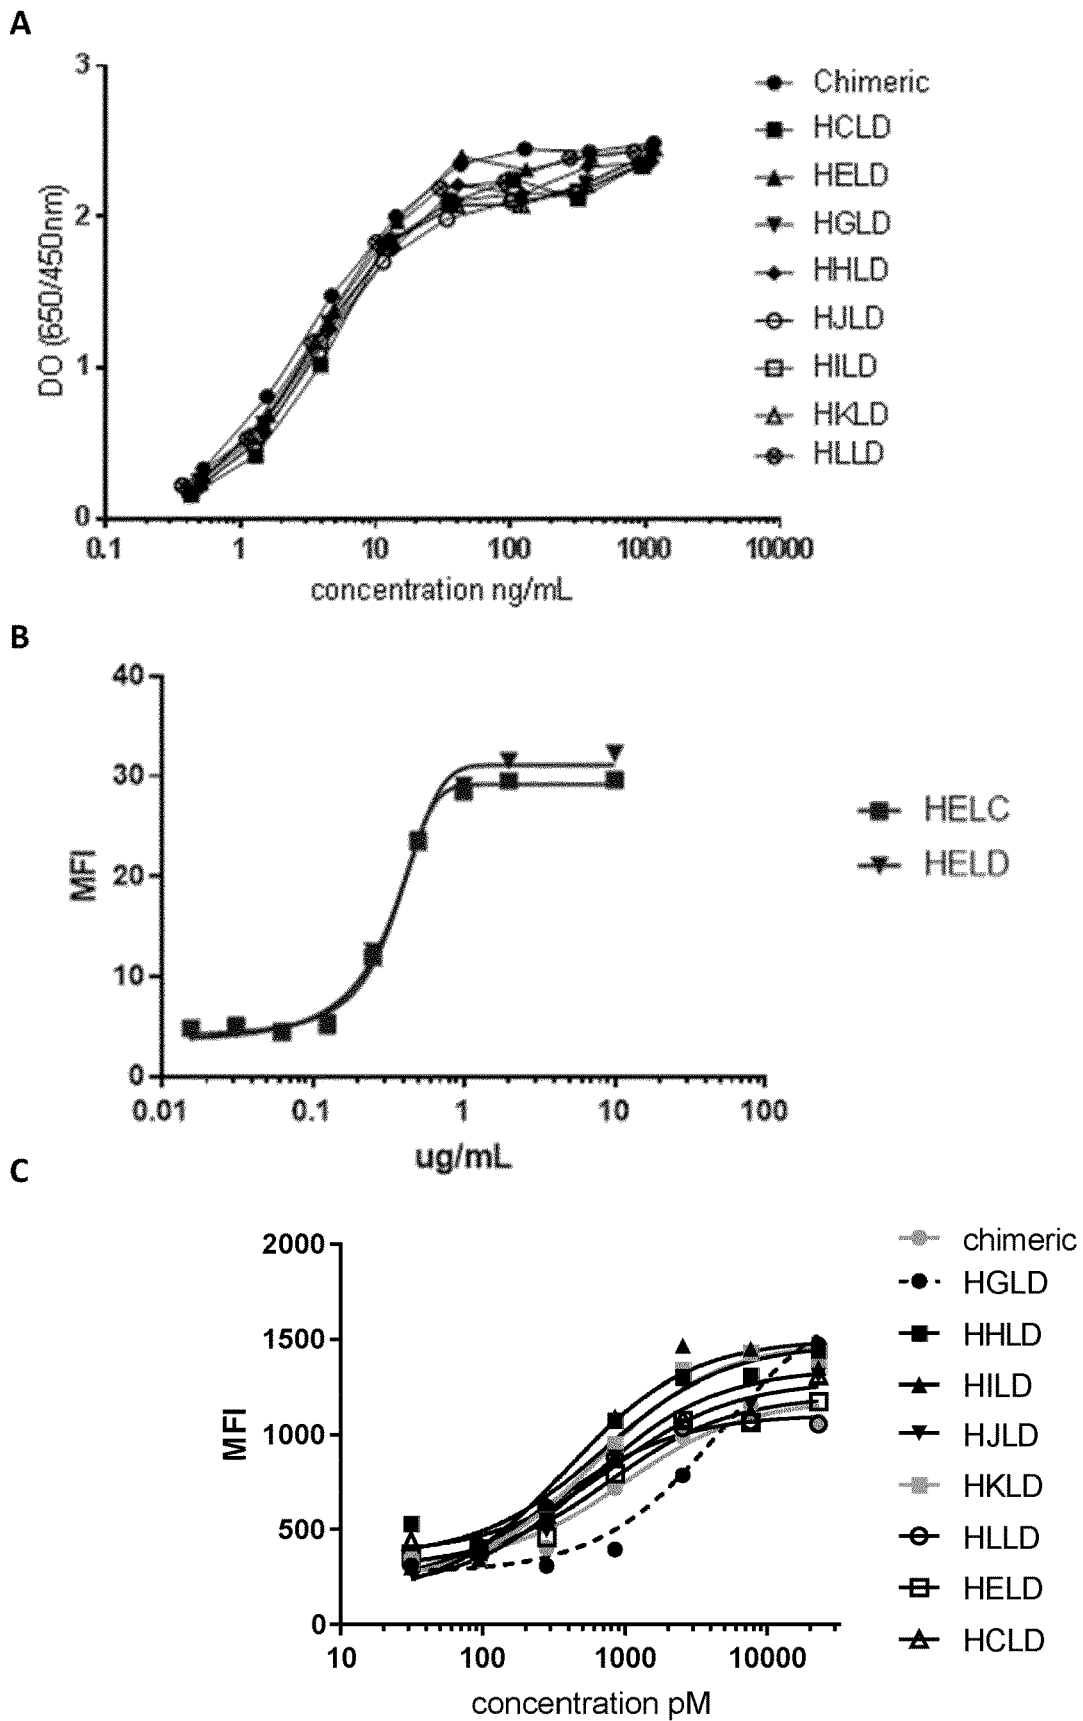 A
3
2
1
0
DO (650/450nm)
0.1 1 10 100 1000 10000
concentration ng/mL
Chimeric
HCLD
HELD
HGLD
HHLD
HJLD
HILD
HKLD
HLLD
B
40
30
20
10
0
MFI
0.01 0.1 1 10 100
ug/mL
HELC
HELD
C
2000
1500
1000
500
0
MFI
10 100 1000 10000
concentration pM
chimeric
HGLD
HHLD
HILD
HJLD
HKLD
HLLD
HELD
HCLD